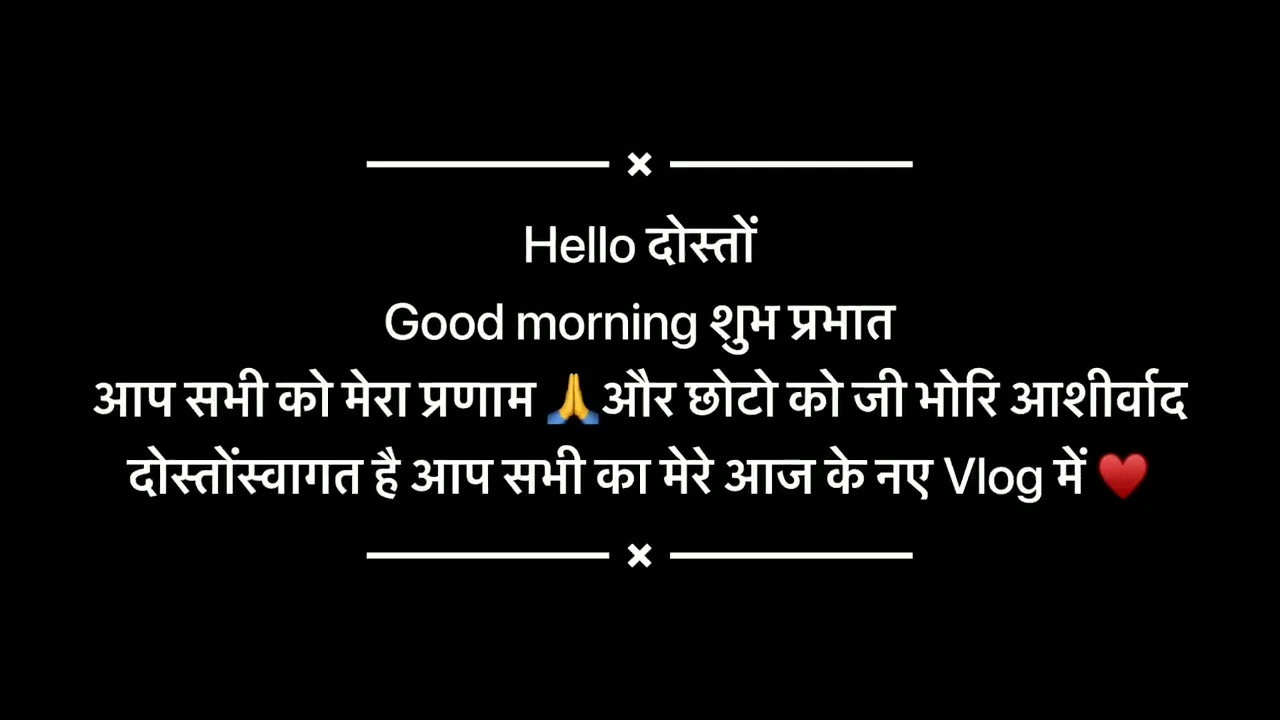 Hello दोस्तों
Good morning शुभ प्रभात
आप सभी को मेरा प्रणाम 🙏और छोटो को जी भोरि आशीर्वाद
दोस्तोंस्वागत है आप सभी का मेरे आज के नए Vlog में ♥️